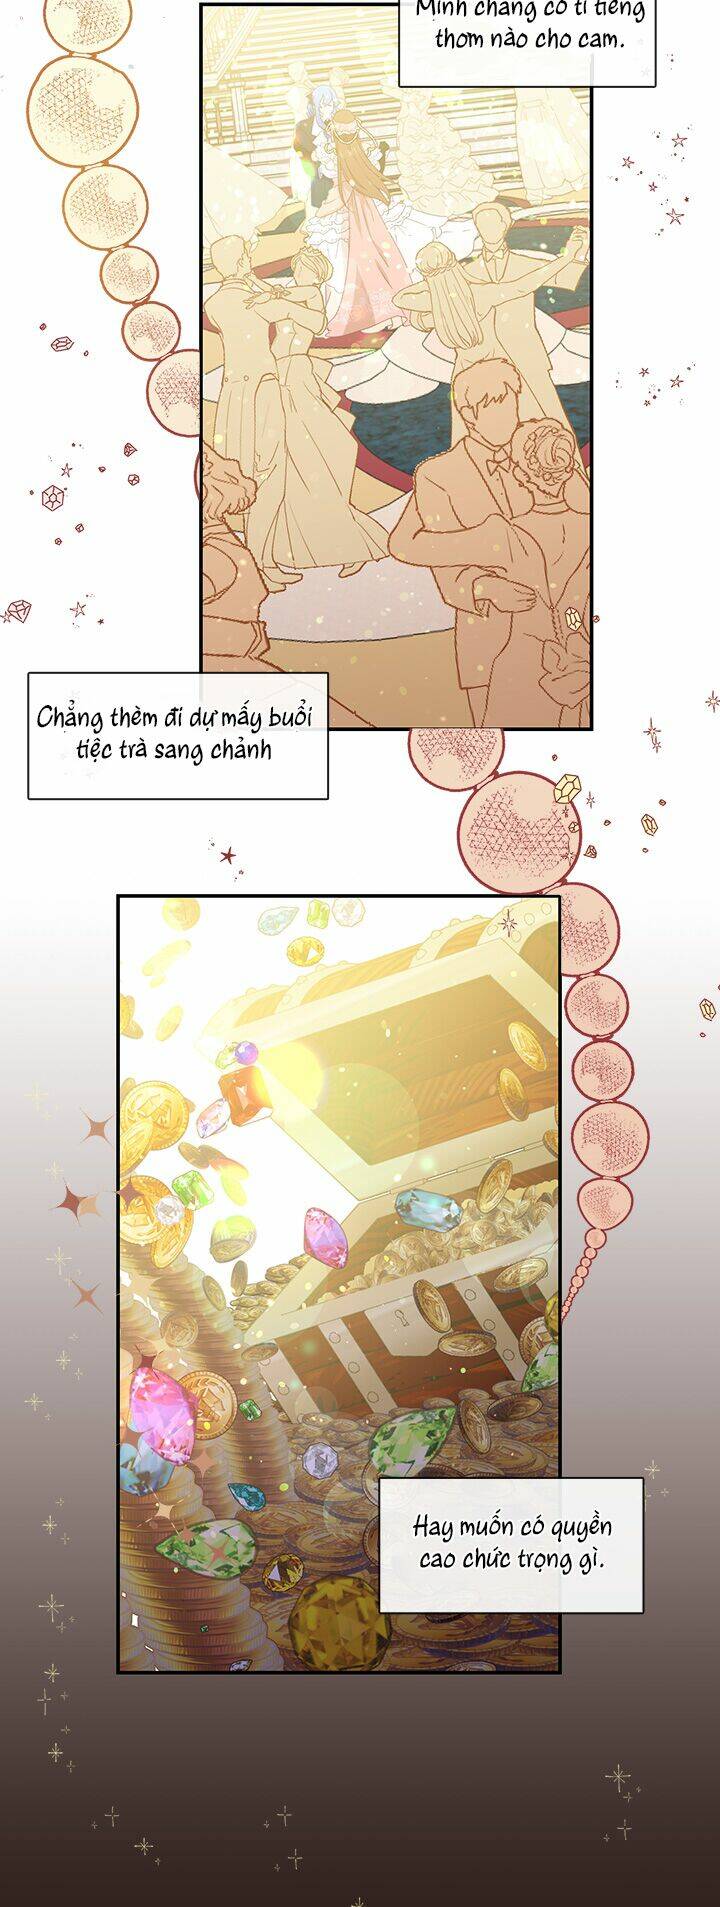 Mình chẳng có tí tiếng
thơm nào cho cam.
Chẳng thèm đi dự mấy buổi
tiệc trà sang chảnh
Hay muốn có quyền
cao chức trọng gì.